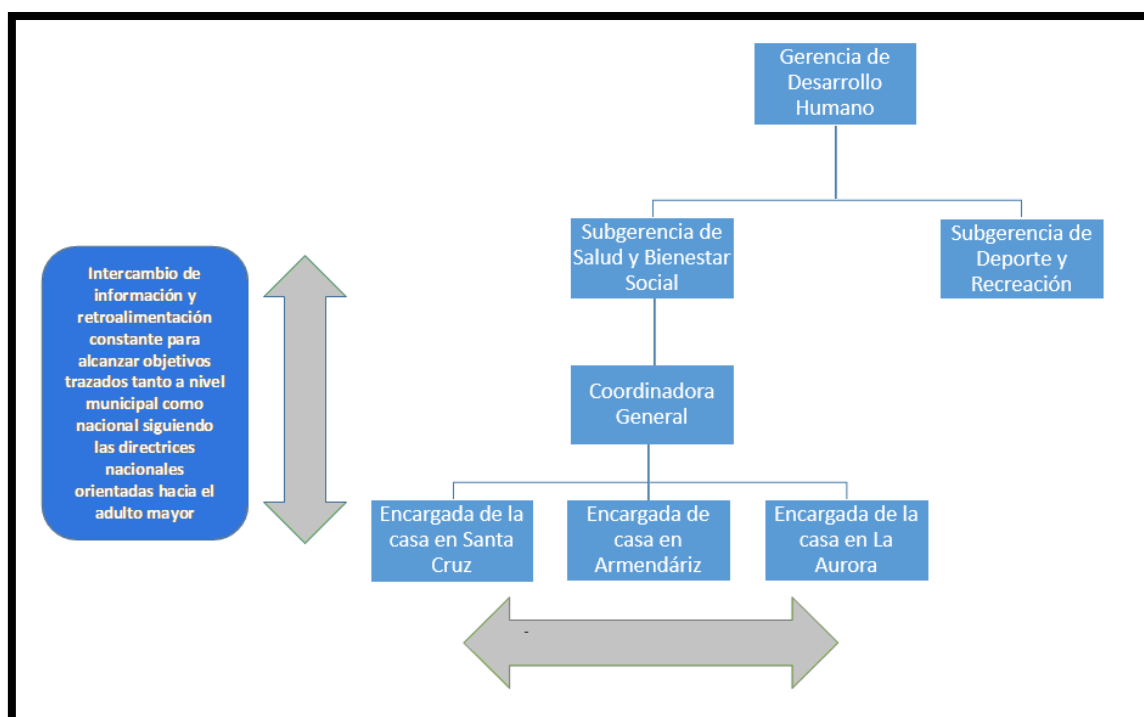 Gerencia de
Desarrollo
Humano
Subgerencia de
Salud y Bienestar
Social
Subgerencia de
Deporte y
Recreación
Intercambio de
información y
retroalimentación
constante para
alcanzar objetivos
trazados tanto a nivel
municipal como
nacional siguiendo
las directrices
nacionales
orientadas hacia el
adulto mayor
Coordinadora
General
Encargada de la
casa en Santa
Cruz
Encargada de
casa en
Armendáriz
Encargada de la
casa en La
Aurora
-